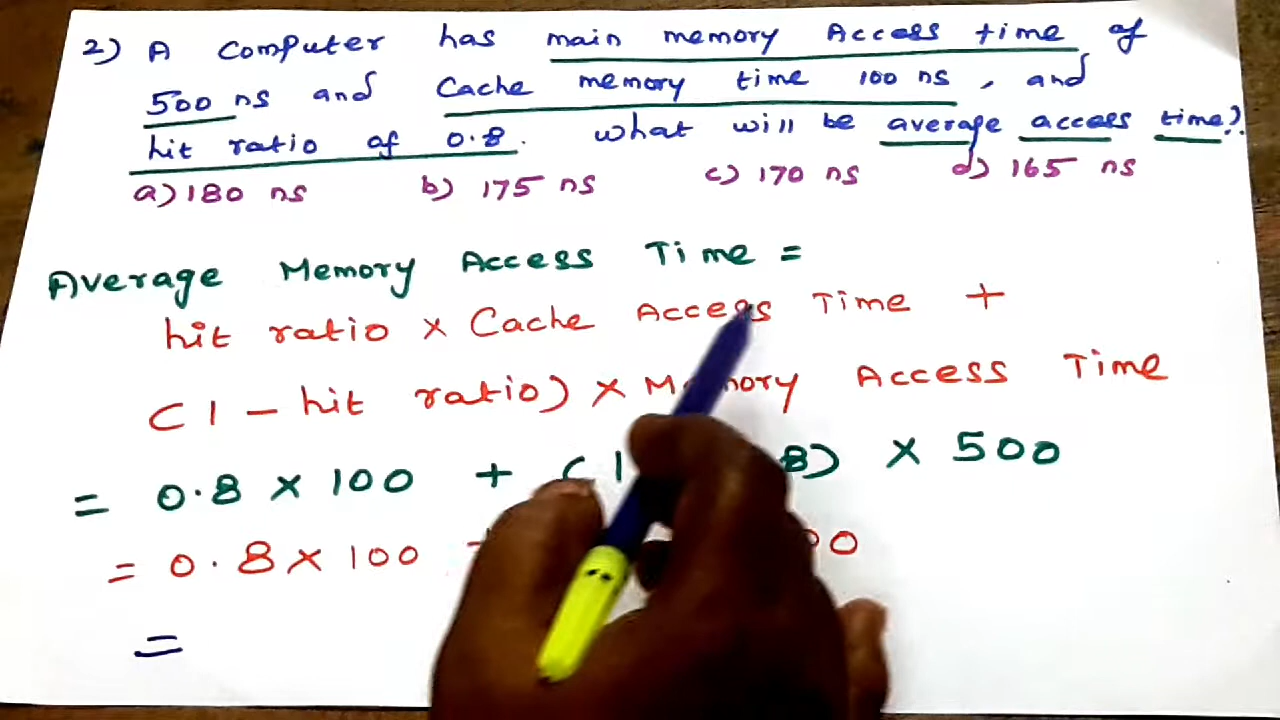 2) A Computer has main memory Access time of
500 ns and Cache memory time 100 ns, and
hit ratio of 0.8. what will be average access time?
a) 180 ns b) 175 ns c) 170 ns d) 165 ns
Average Memory Access Time =
hit ratio × Cache Access Time +
(1 - hit ratio) × Memory Access Time
= 0.8 × 100 + (1 8) × 500
= 0.8 × 100 00
=